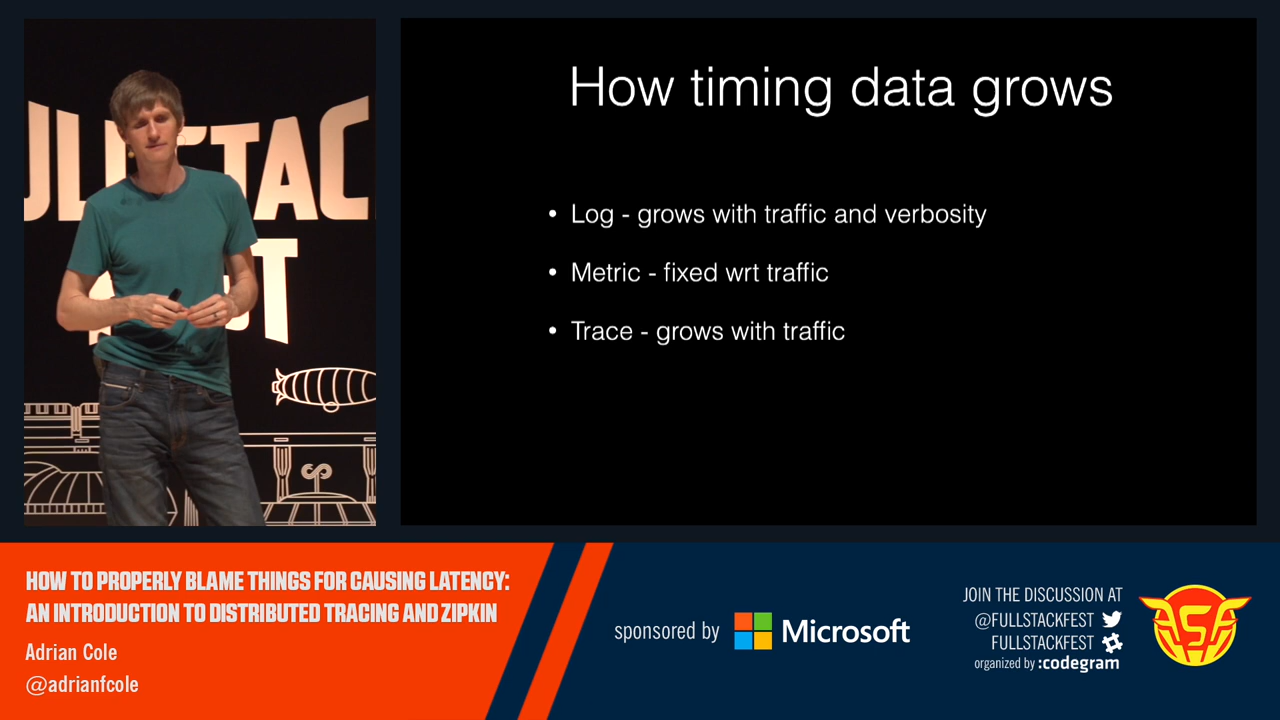 How timing data grows
• Log - grows with traffic and verbosity
• Metric - fixed wrt traffic
• Trace - grows with traffic
HOW TO PROPERLY BLAME THINGS FOR CAUSING LATENCY:
AN INTRODUCTION TO DISTRIBUTED TRACING AND ZIPKIN
Adrian Cole
@adrianfcole
sponsored by Microsoft
JOIN THE DISCUSSION AT
@FULLSTACKFEST
FULLSTACKFEST
organized by :codegram